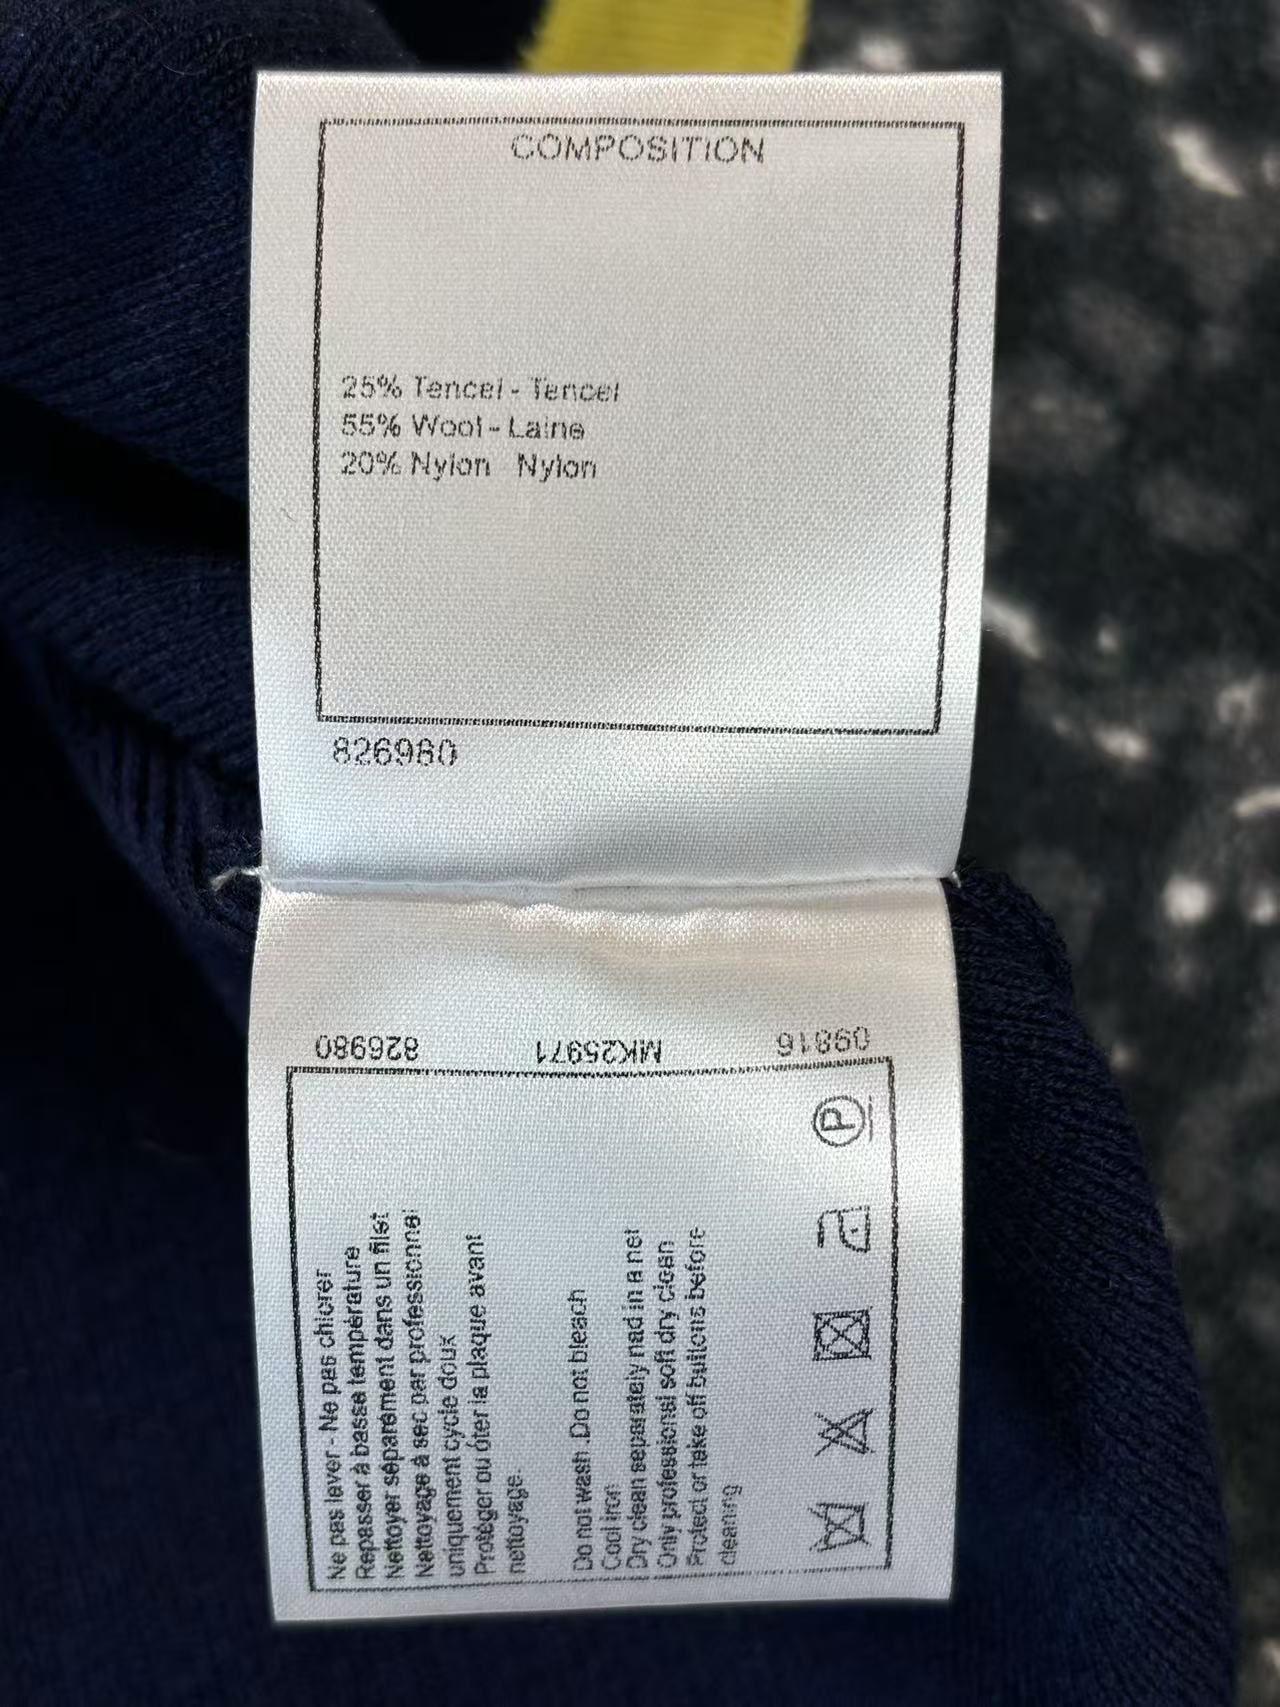 COMPOSITION
25% Tencel - Tencel
55% Wool - Laine
20% Nylon Nylon
826980
826980
MK25971
09816
Ne pas laver - Ne pas chlorer
Repasser à basse température
Nettoyer séparément dans un filet
Nettoyage à sec par professionnel
uniquement cycle doux
Protéger ou ôter la plaque avant
nettoyage.
Do not wash. Do not bleach
Cool iron
Dry clean separately nad in a net
Only professional soft dry clean
Protect or take off buttons before
cleaning
P